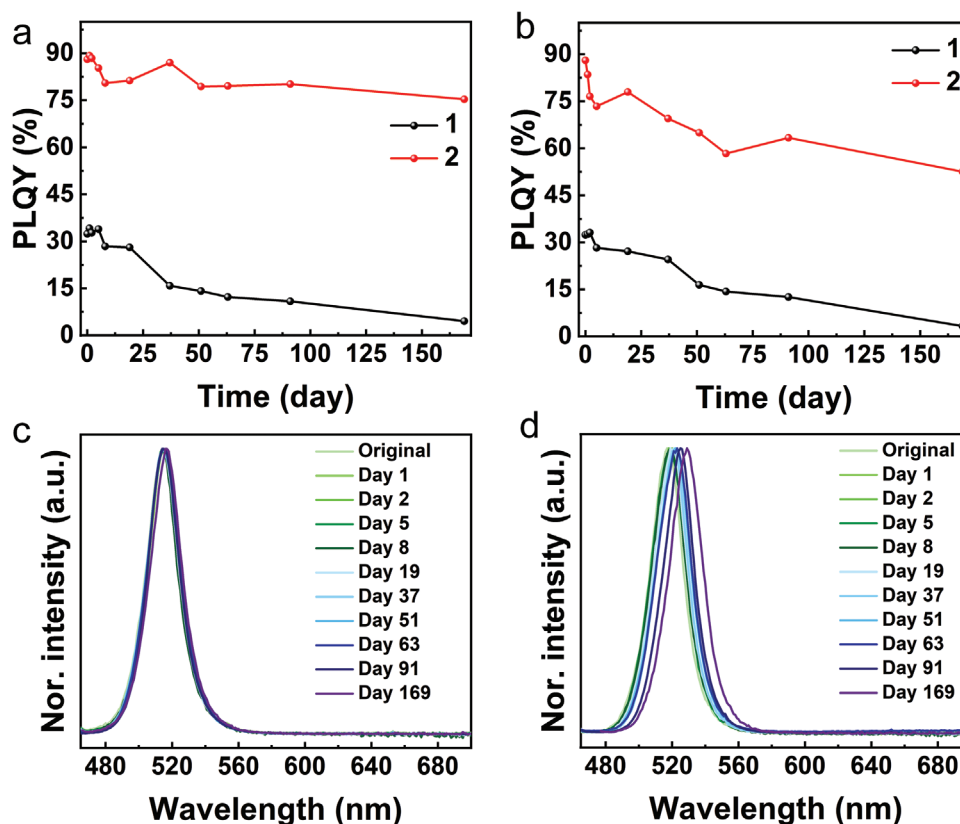 a
90
75
60
45
30
15
0
PLQY (%)
1
2
0 25 50 75 100 125 150
Time (day)
b
90
75
60
45
30
15
0
PLQY (%)
1
2
0 25 50 75 100 125 150
Time (day)
c
Nor. intensity (a.u.)
Original
Day 1
Day 2
Day 5
Day 8
Day 19
Day 37
Day 51
Day 63
Day 91
Day 169
480 520 560 600 640 680
Wavelength (nm)
d
Nor. intensity (a.u.)
Original
Day 1
Day 2
Day 5
Day 8
Day 19
Day 37
Day 51
Day 63
Day 91
Day 169
480 520 560 600 640 680
Wavelength (nm)